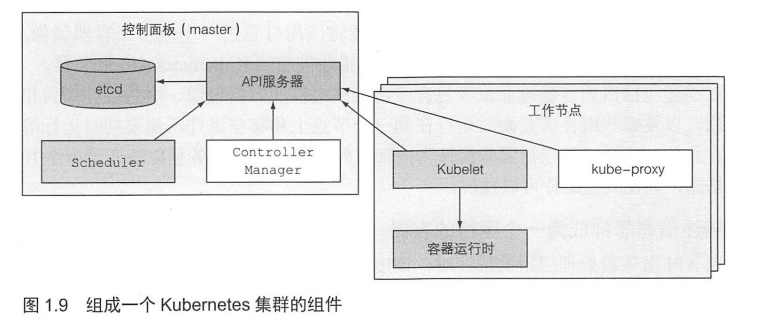 控制面板（master）
etcd
API服务器
Scheduler
Controller
Manager
工作节点
Kubelet
kube-proxy
容器运行时
图 1.9 组成一个 Kubernetes 集群的组件